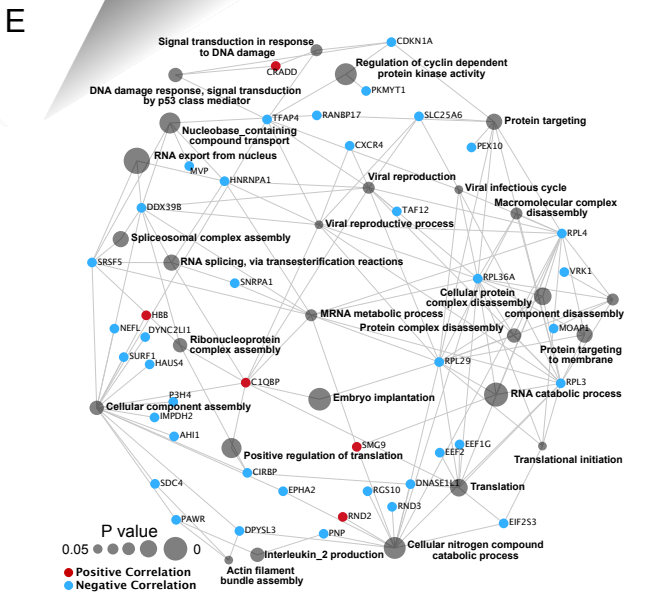 E
Signal transduction in response
to DNA damage
CDKN1A
CRADD
Regulation of cyclin dependent
protein kinase activity
DNA damage response, signal transduction
by p53 class mediator
PKMYT1
TFAP4
RANBP17
SLC25A6
Protein targeting
Nucleobase_containing
compound transport
CXCR4
PEX10
RNA export from nucleus
MVP
HNRNPA1
Viral reproduction
Viral infectious cycle
Macromolecular complex
disassembly
DDX39B
TAF12
Viral reproductive process
RPL4
Spliceosomal complex assembly
SRSF5
RNA splicing, via transesterification reactions
VRK1
SNRPA1
RPL36A
Cellular protein
complex disassembly
component disassembly
HBB
MRNA metabolic process
NEFL
DYNC2LI1
Protein complex disassembly
MOAP1
Ribonucleoprotein
complex assembly
Protein targeting
to membrane
SURF1
HAUS4
RPL29
C1QBP
RPL3
P3H4
Embryo implantation
RNA catabolic process
Cellular component assembly
IMPDH2
AHI1
SMG9
EEF1G
EEF2
Positive regulation of translation
Translational initiation
CIRBP
SDC4
EPHA2
RGS10
DNASE1L1
Translation
RND3
PAWR
RND2
EIF2S3
DPYSL3
PNP
P value
0.05
0
Interleukin_2 production
Cellular nitrogen compound
catabolic process
Actin filament
bundle assembly
Positive Correlation
Negative Correlation